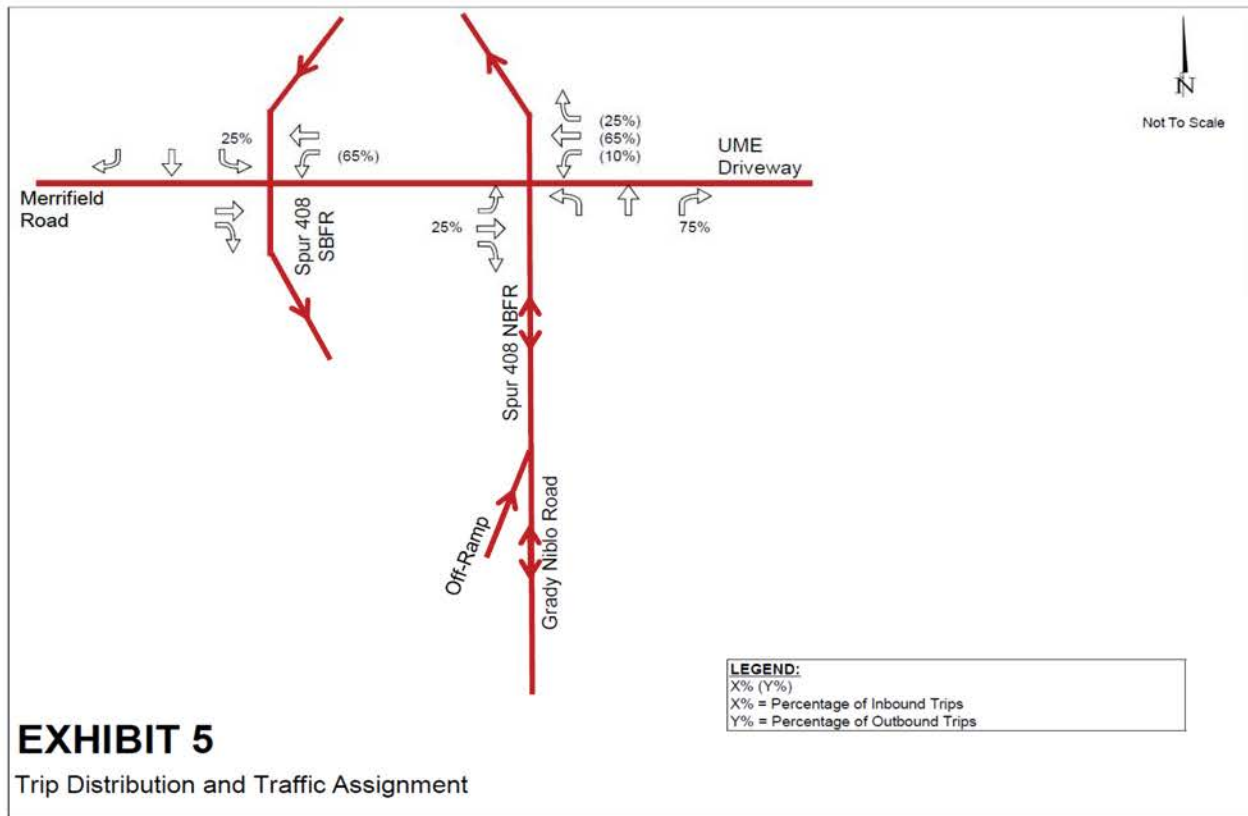 N
Not To Scale
25%
(65%)
(25%)
(65%)
(10%)
UME
Driveway
Merrifield
Road
Spur 408
SBFR
25%
75%
Spur 408 NBFR
Off-Ramp
Grady Niblo Road
LEGEND:
X% (Y%)
X% = Percentage of Inbound Trips
Y% = Percentage of Outbound Trips
EXHIBIT 5
Trip Distribution and Traffic Assignment